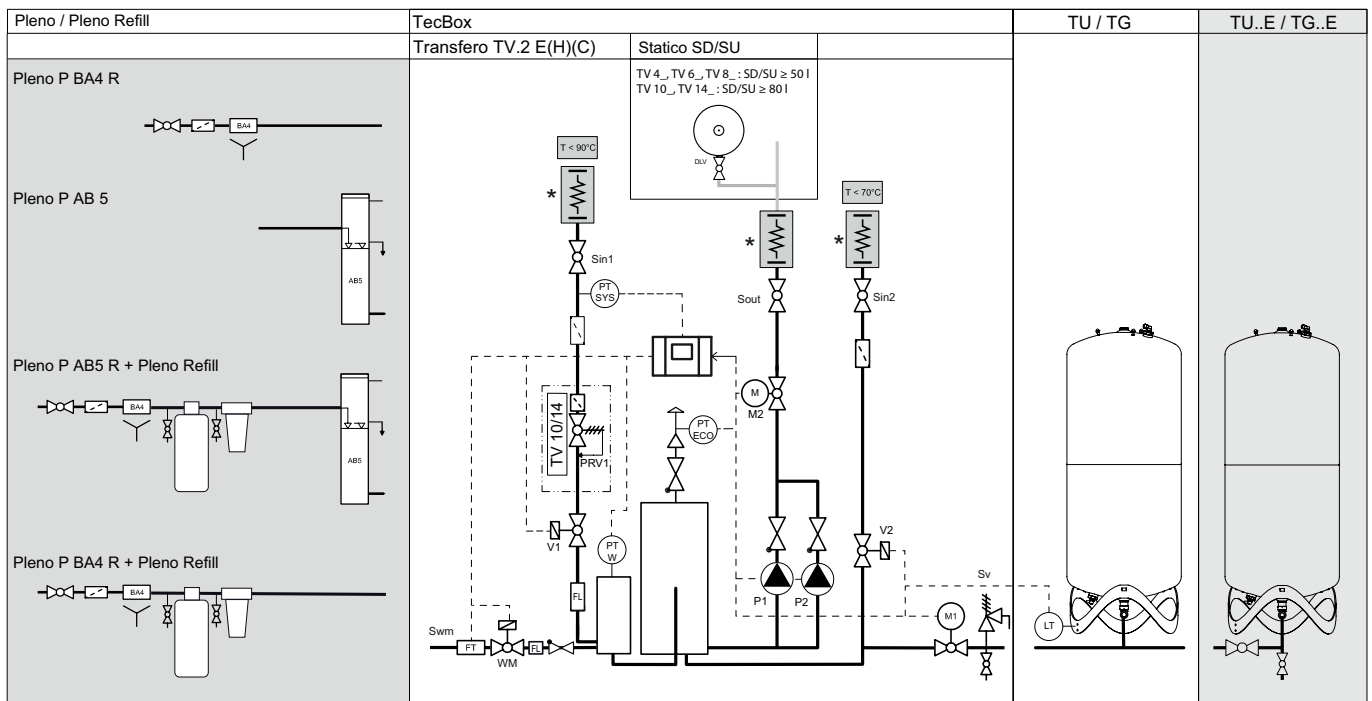 Pleno / Pleno Refill
TecBox
TU / TG
TU..E / TG..E
Transfero TV.2 E(H)(C)
Statico SD/SU
Pleno P BA4 R
BA4
Pleno P AB 5
AB5
Pleno P AB5 R + Pleno Refill
BA4
AB5
Pleno P BA4 R + Pleno Refill
BA4
TV 4_, TV 6_, TV 8_ : SD/SU ≥ 50 l
TV 10_, TV 14_ : SD/SU ≥ 80 l
DLV
T < 90°C
T < 70°C
*
*
*
Sin1
Sout
Sin2
PT
SYS
M
M2
PT
ECO
TV 10/14
PRV1
V1
PT
W
V2
FL
P1
P2
Sv
M1
LT
Swm
FT
WM
FL